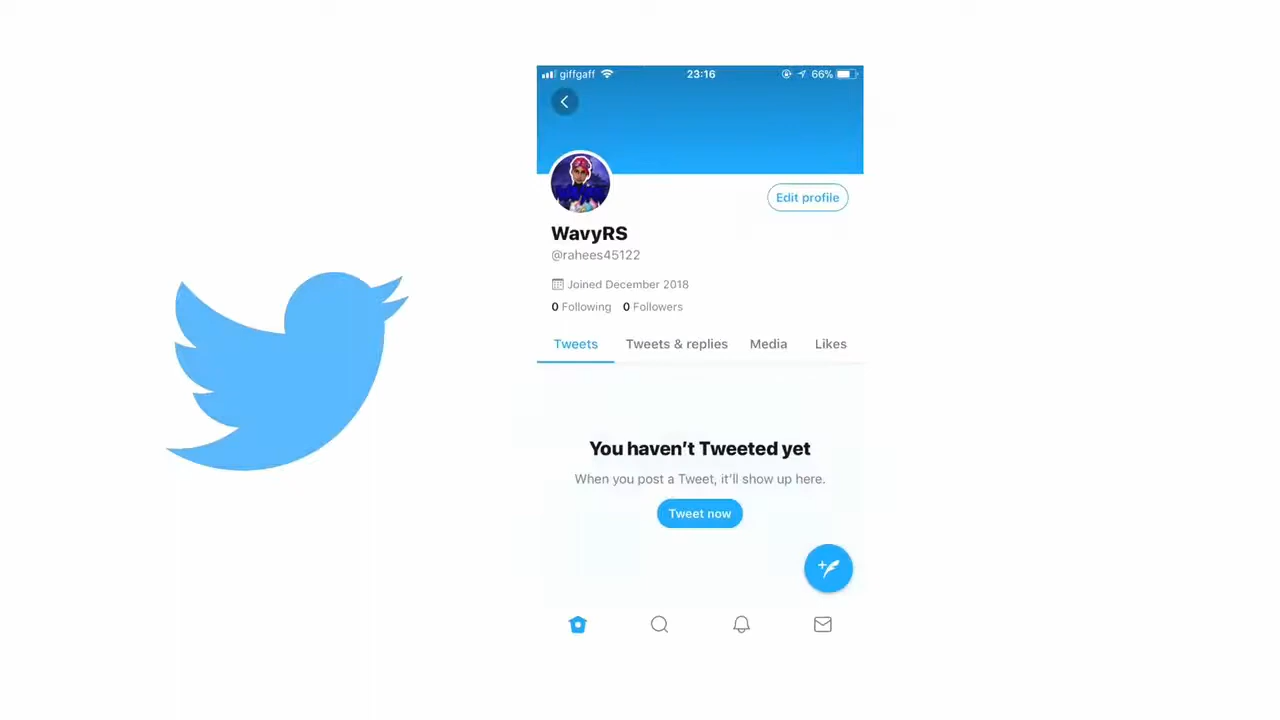 giffgaff 23:16 66%
Edit profile
WavyRS
@rahees45122
Joined December 2018
0 Following 0 Followers
Tweets Tweets & replies Media Likes
You haven’t Tweeted yet
When you post a Tweet, it’ll show up here.
Tweet now